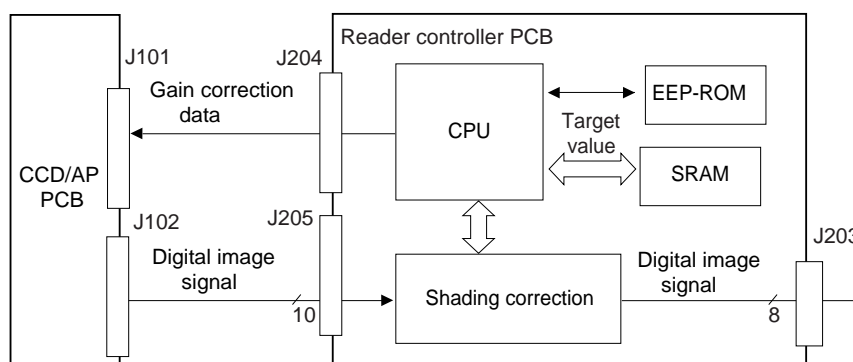 Reader controller PCB
J101
J204
Gain correction
data
CPU
EEP-ROM
Target
value
SRAM
CCD/AP
PCB
J102
J205
J203
Digital image
signal
10
Shading correction
Digital image
signal
8